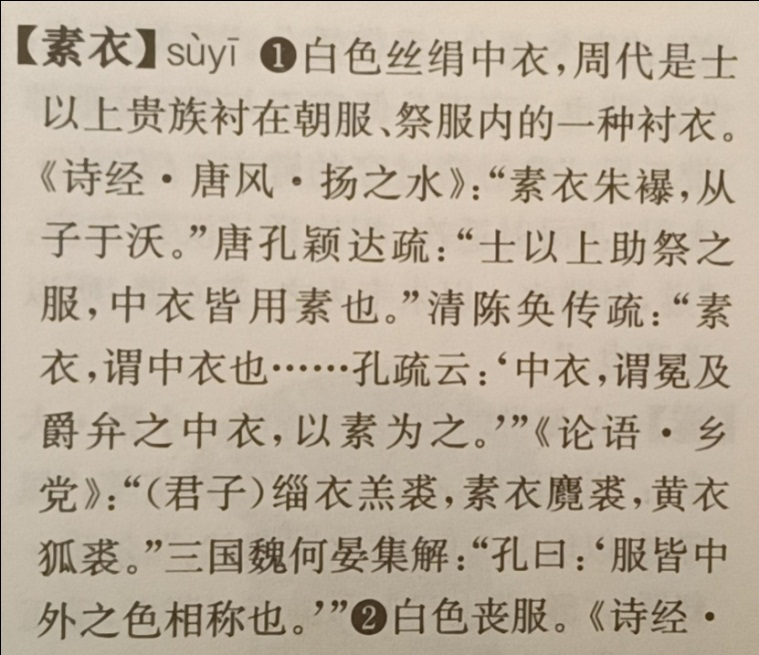 【素衣】sùyī ❶白色丝绢中衣，周代是士
以上贵族衬在朝服、祭服内的一种衬衣。
《诗经·唐风·扬之水》：“素衣朱襮，从
子于沃。”唐孔颖达疏：“士以上助祭之
服，中衣皆用素也。”清陈奂传疏：“素
衣，谓中衣也……孔疏云：‘中衣，谓冕及
爵弁之中衣，以素为之。’”《论语·乡
党》：“（君子）缁衣羔裘，素衣麑裘，黄衣
狐裘。”三国魏何晏集解：“孔曰：‘服皆中
外之色相称也。’”❷白色丧服。《诗经·